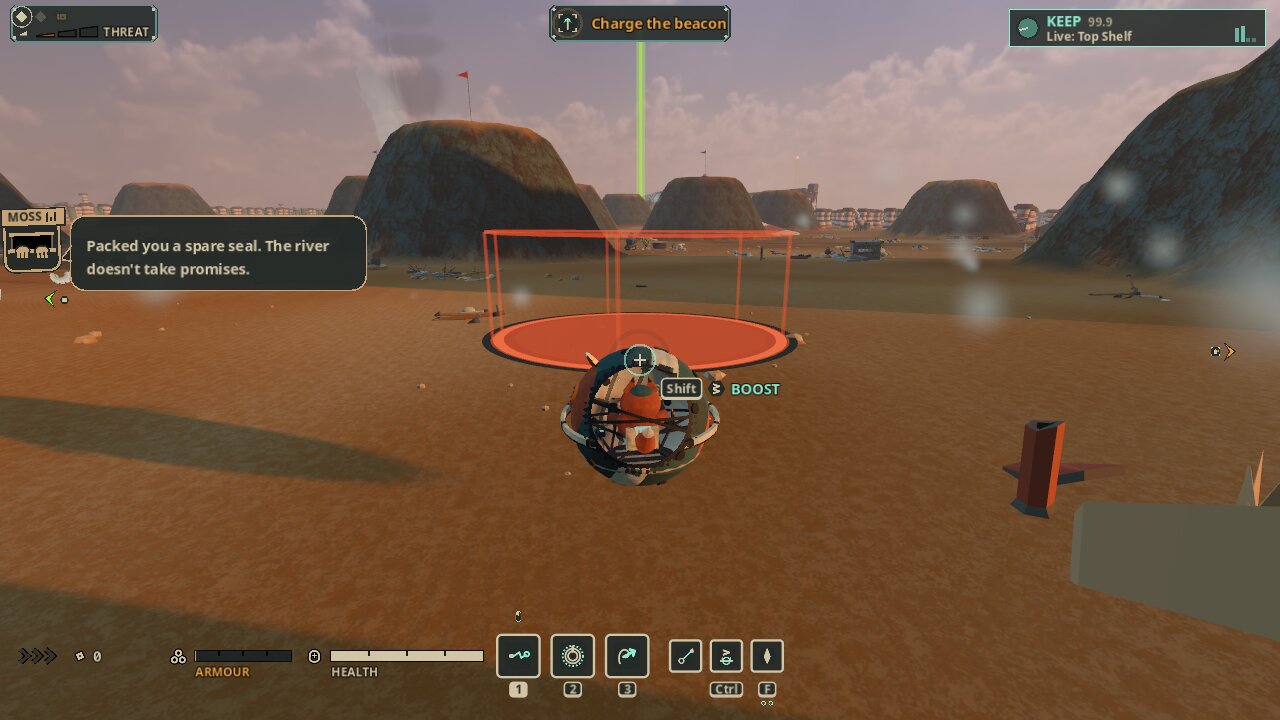 THREAT
Charge the beacon
KEEP 99.9
Live: Top Shelf
MOSS
Packed you a spare seal. The river
doesn't take promises.
Shift BOOST
0
ARMOUR
HEALTH
1 2 3 Ctrl F